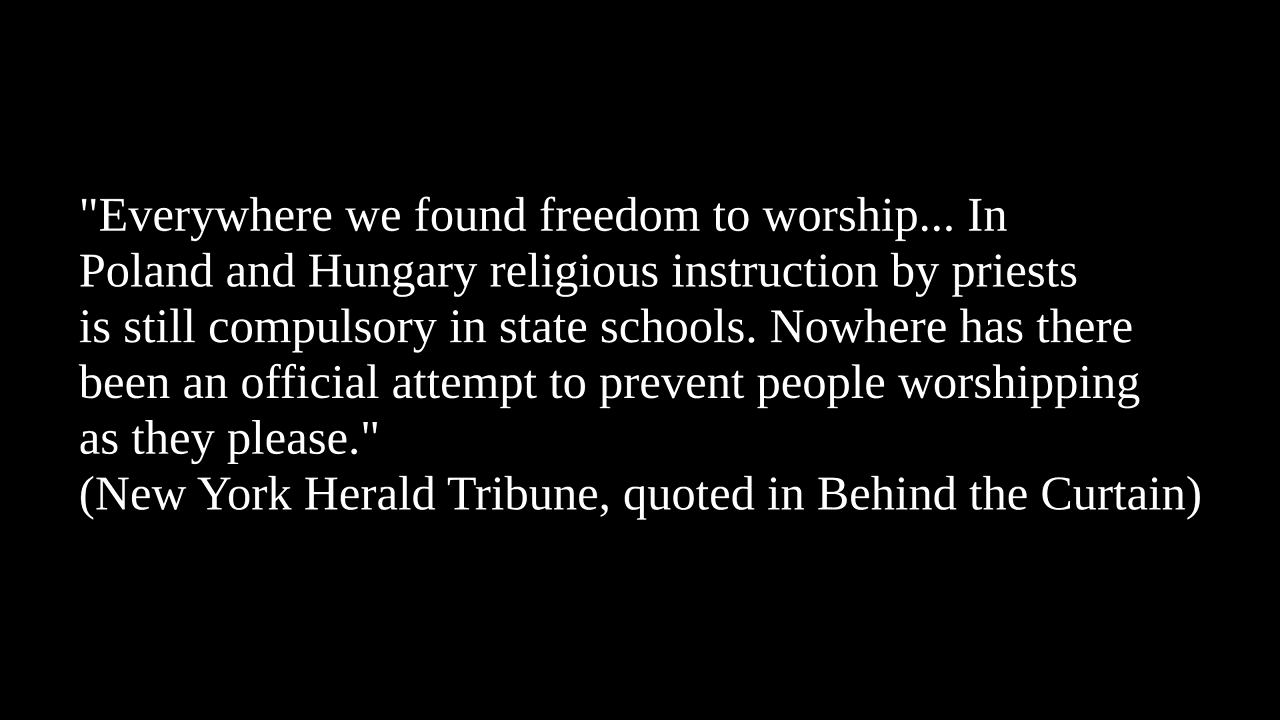 "Everywhere we found freedom to worship... In
Poland and Hungary religious instruction by priests
is still compulsory in state schools. Nowhere has there
been an official attempt to prevent people worshipping
as they please."
(New York Herald Tribune, quoted in Behind the Curtain)